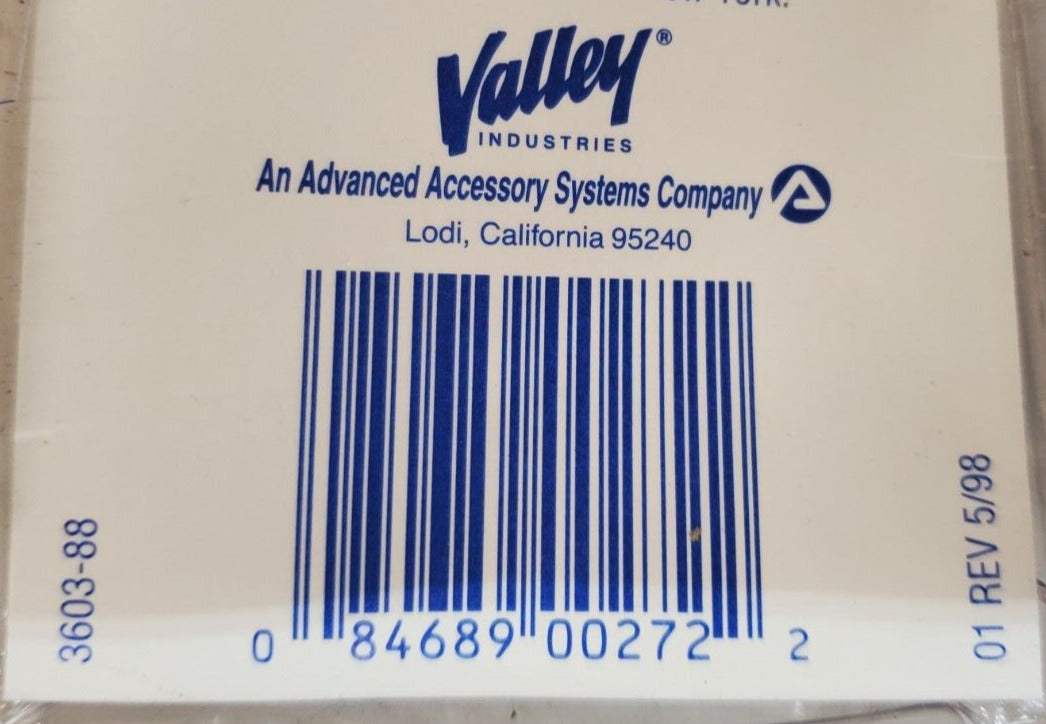 Valley®
INDUSTRIES
An Advanced Accessory Systems Company
Lodi, California 95240
0 84689 00272 2
3603-88
01 REV 5/98